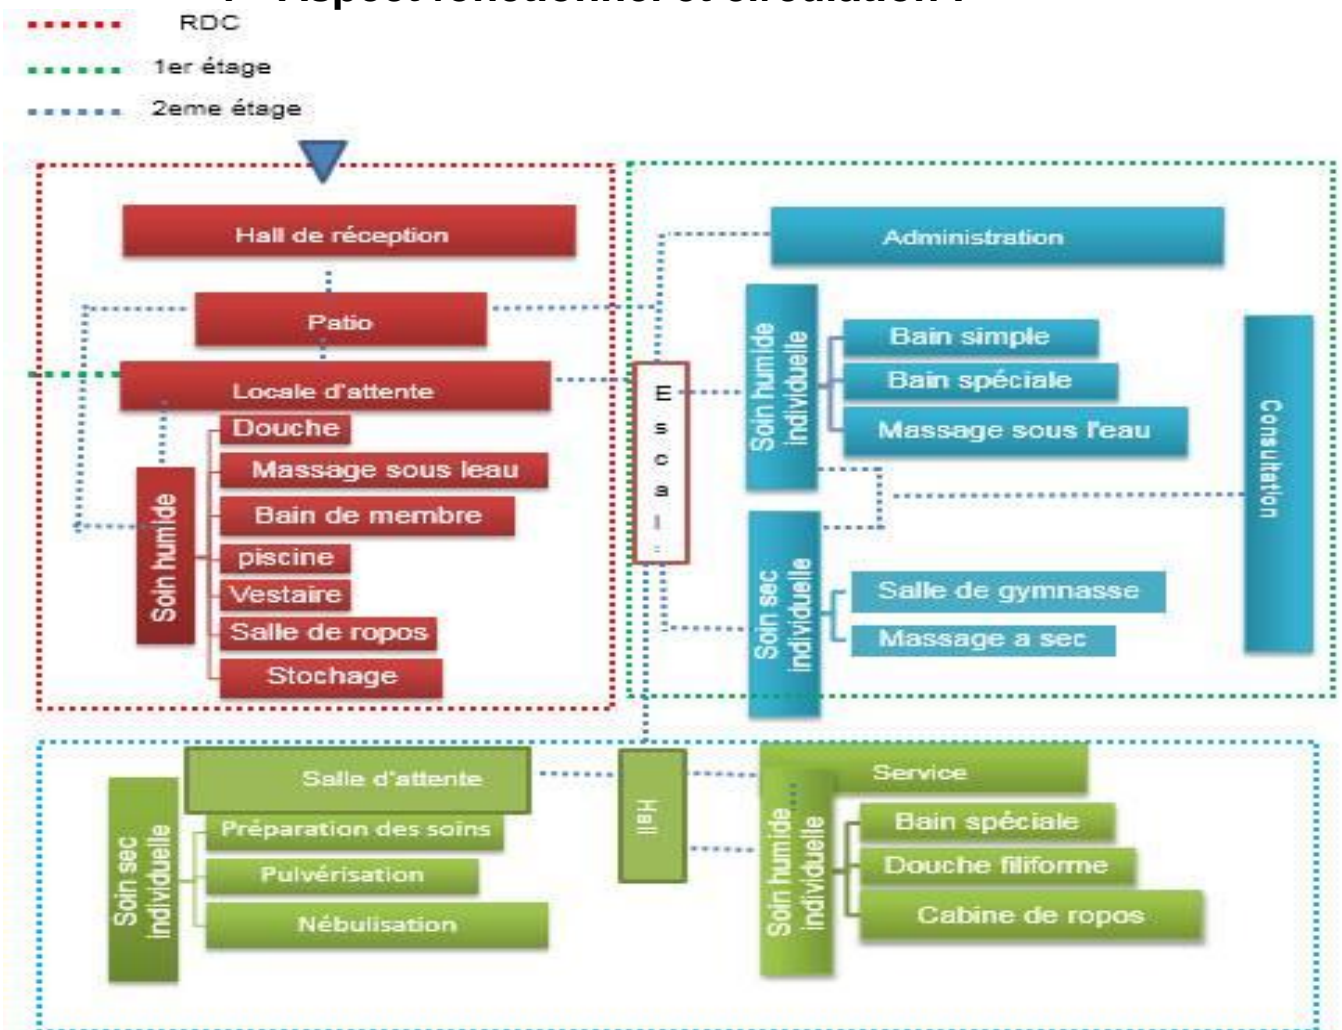 RDC
1er étage
2eme étage
Hall de réception
Patio
Locale d'attente
Soin humide
Douche
Massage sous leau
Bain de membre
piscine
Vestaire
Salle de ropos
Stochage
Escal
Administration
Soin humide
individuelle
Bain simple
Bain spéciale
Massage sous l'eau
Consultation
Soin sec
individuelle
Salle de gymnasse
Massage a sec
Salle d'attente
Soin sec
individuelle
Préparation des soins
Pulvérisation
Nébulisation
Hall
Service
Soin humide
individuelle
Bain spéciale
Douche filiforme
Cabine de ropos